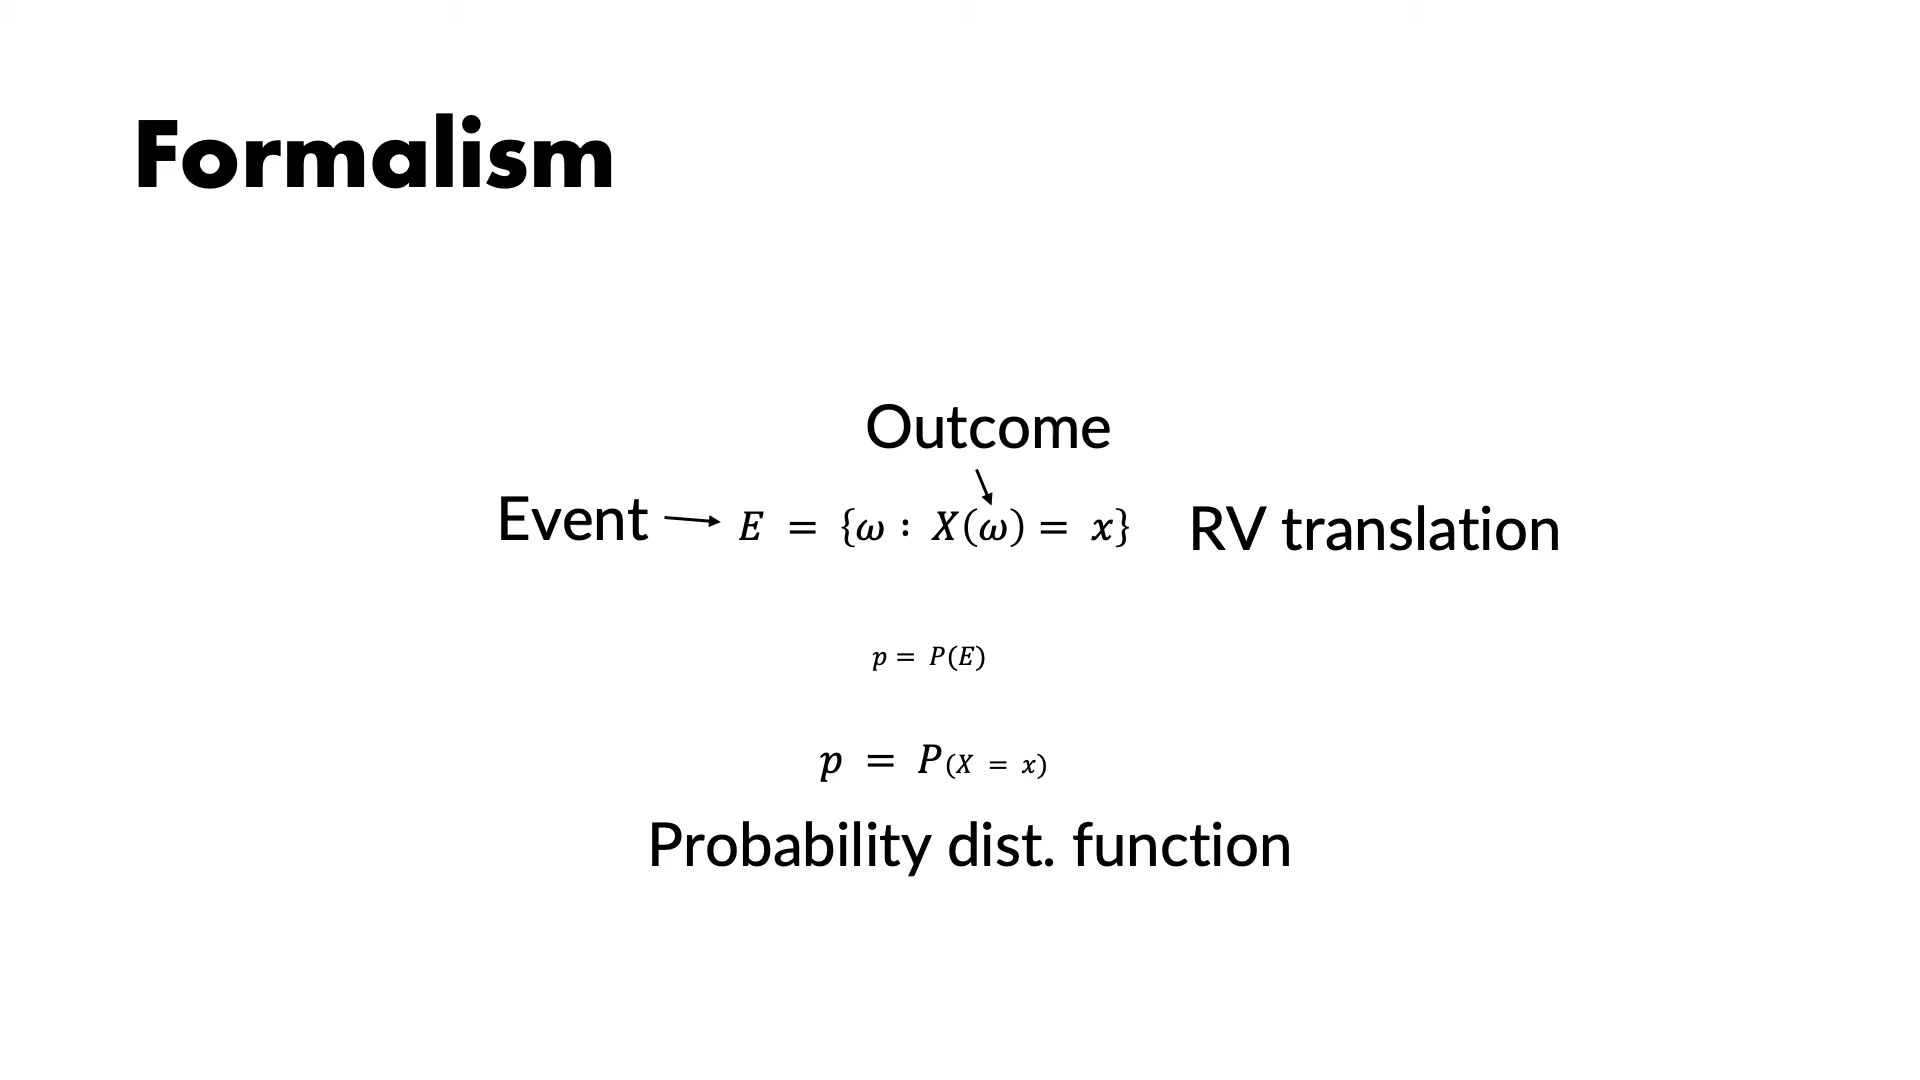 Formalism
Outcome
Event E = {ω : X(ω) = x} RV translation
p = P(E)
p = P(X = x)
Probability dist. function